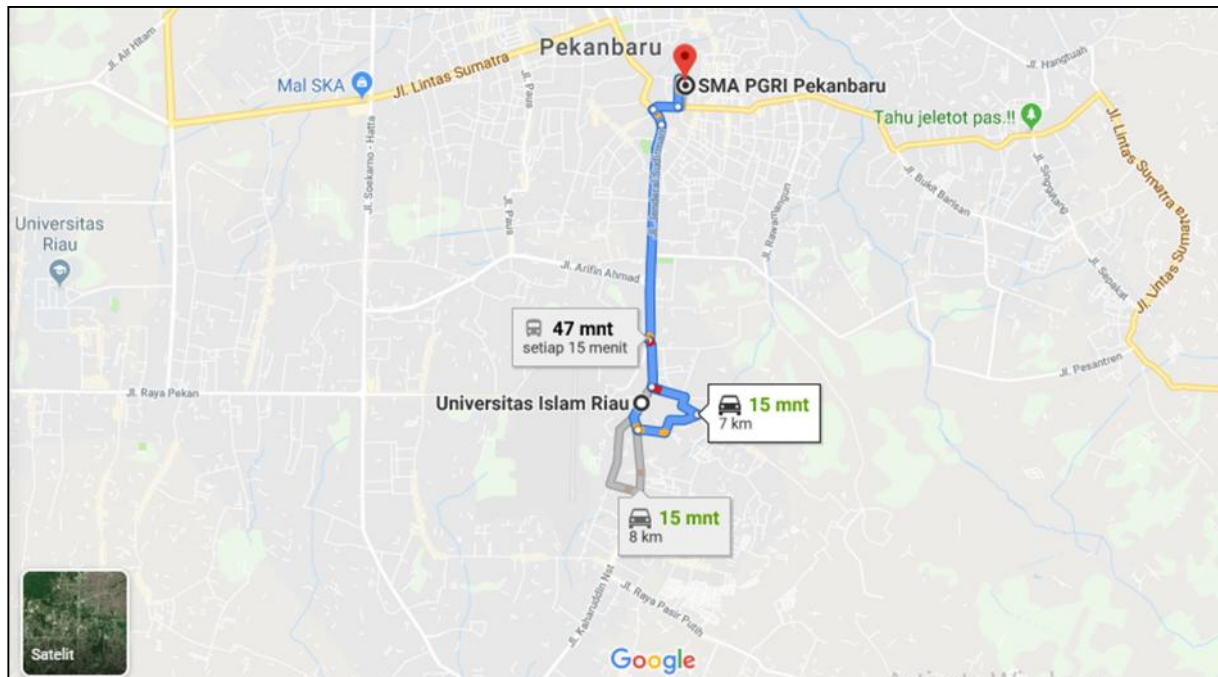 Pekanbaru
SMA PGRI Pekanbaru
Jl. Air Hitam
Mal SKA
Jl. Lintas Sumatra
Jl. Paus
Jl. Hangtuah
Tahu jeletot pas.!!
Jl. Lintas Sumatra
Jl. Soekarno - Hatta
Jl. Jenderal Sudirman
Jl. Bukit Barisan
Jl. Singgalang
Universitas
Riau
Jl. Paus
Jl. Rawamangun
Jl. Arifin Ahmad
Jl. Sepakat
Jl. Lintas Sumatra
47 mnt
setiap 15 menit
Jl. Pesantren
Jl. Raya Pekan
Universitas Islam Riau
15 mnt
7 km
15 mnt
8 km
Jl. Kaharuddin Nst
Jl. Raya Pasir Putih
Satelit
Google